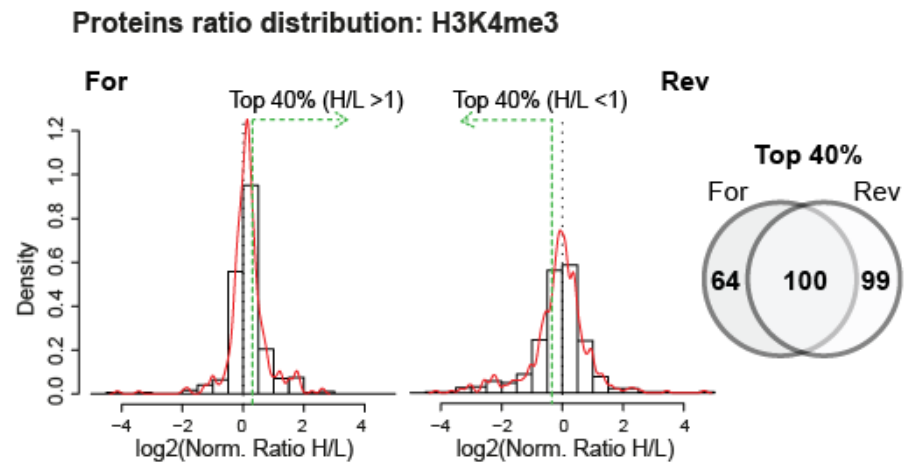 Proteins ratio distribution: H3K4me3
For
Rev
Top 40% (H/L >1)
Top 40% (H/L <1)
Density
0.0 0.2 0.4 0.6 0.8 1.0 1.2
−4 −2 0 2 4
log2(Norm. Ratio H/L)
−4 −2 0 2 4
log2(Norm. Ratio H/L)
Top 40%
For Rev
64 100 99